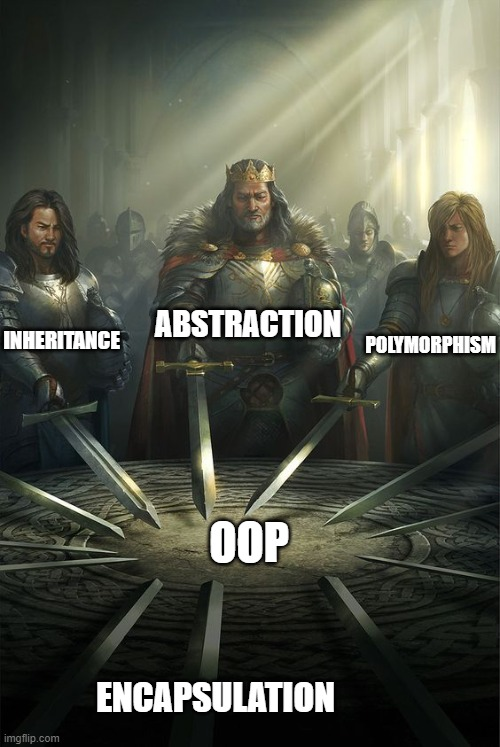 ABSTRACTION
INHERITANCE
POLYMORPHISM
OOP
ENCAPSULATION
imgflip.com